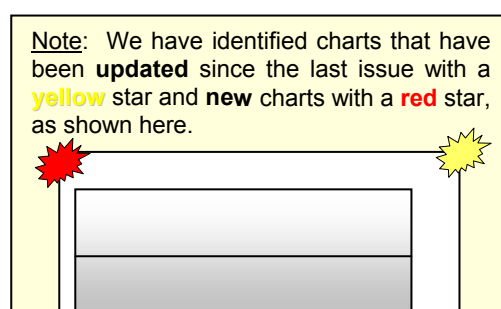 Note: We have identified charts that have
been updated since the last issue with a
yellow star and new charts with a red star,
as shown here.